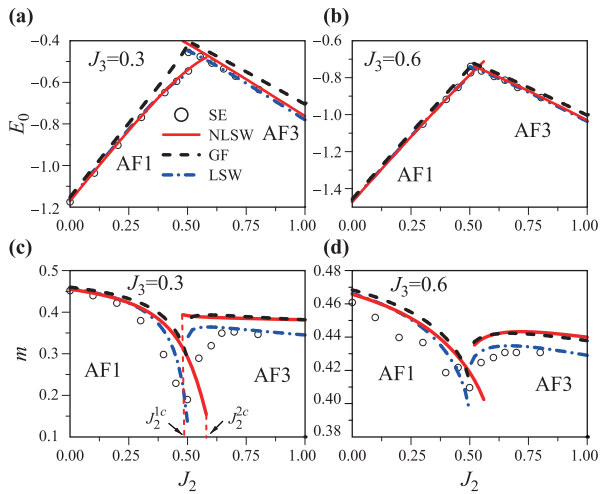 (a)
(b)
-0.4
-0.6
-0.8
-1.0
-1.2
E0
J3=0.3
AF1
AF3
SE
NLSW
GF
LSW
0.00 0.25 0.50 0.75 1.00
-0.6
-0.8
-1.0
-1.2
-1.4
J3=0.6
AF1
AF3
0.00 0.25 0.50 0.75 1.00
(c)
(d)
0.5
0.4
0.3
0.2
0.1
m
J3=0.3
AF1
AF3
J2^1c
J2^2c
0.00 0.25 0.50 0.75 1.00
J2
0.48
0.46
0.44
0.42
0.40
0.38
J3=0.6
AF1
AF3
0.00 0.25 0.50 0.75 1.00
J2